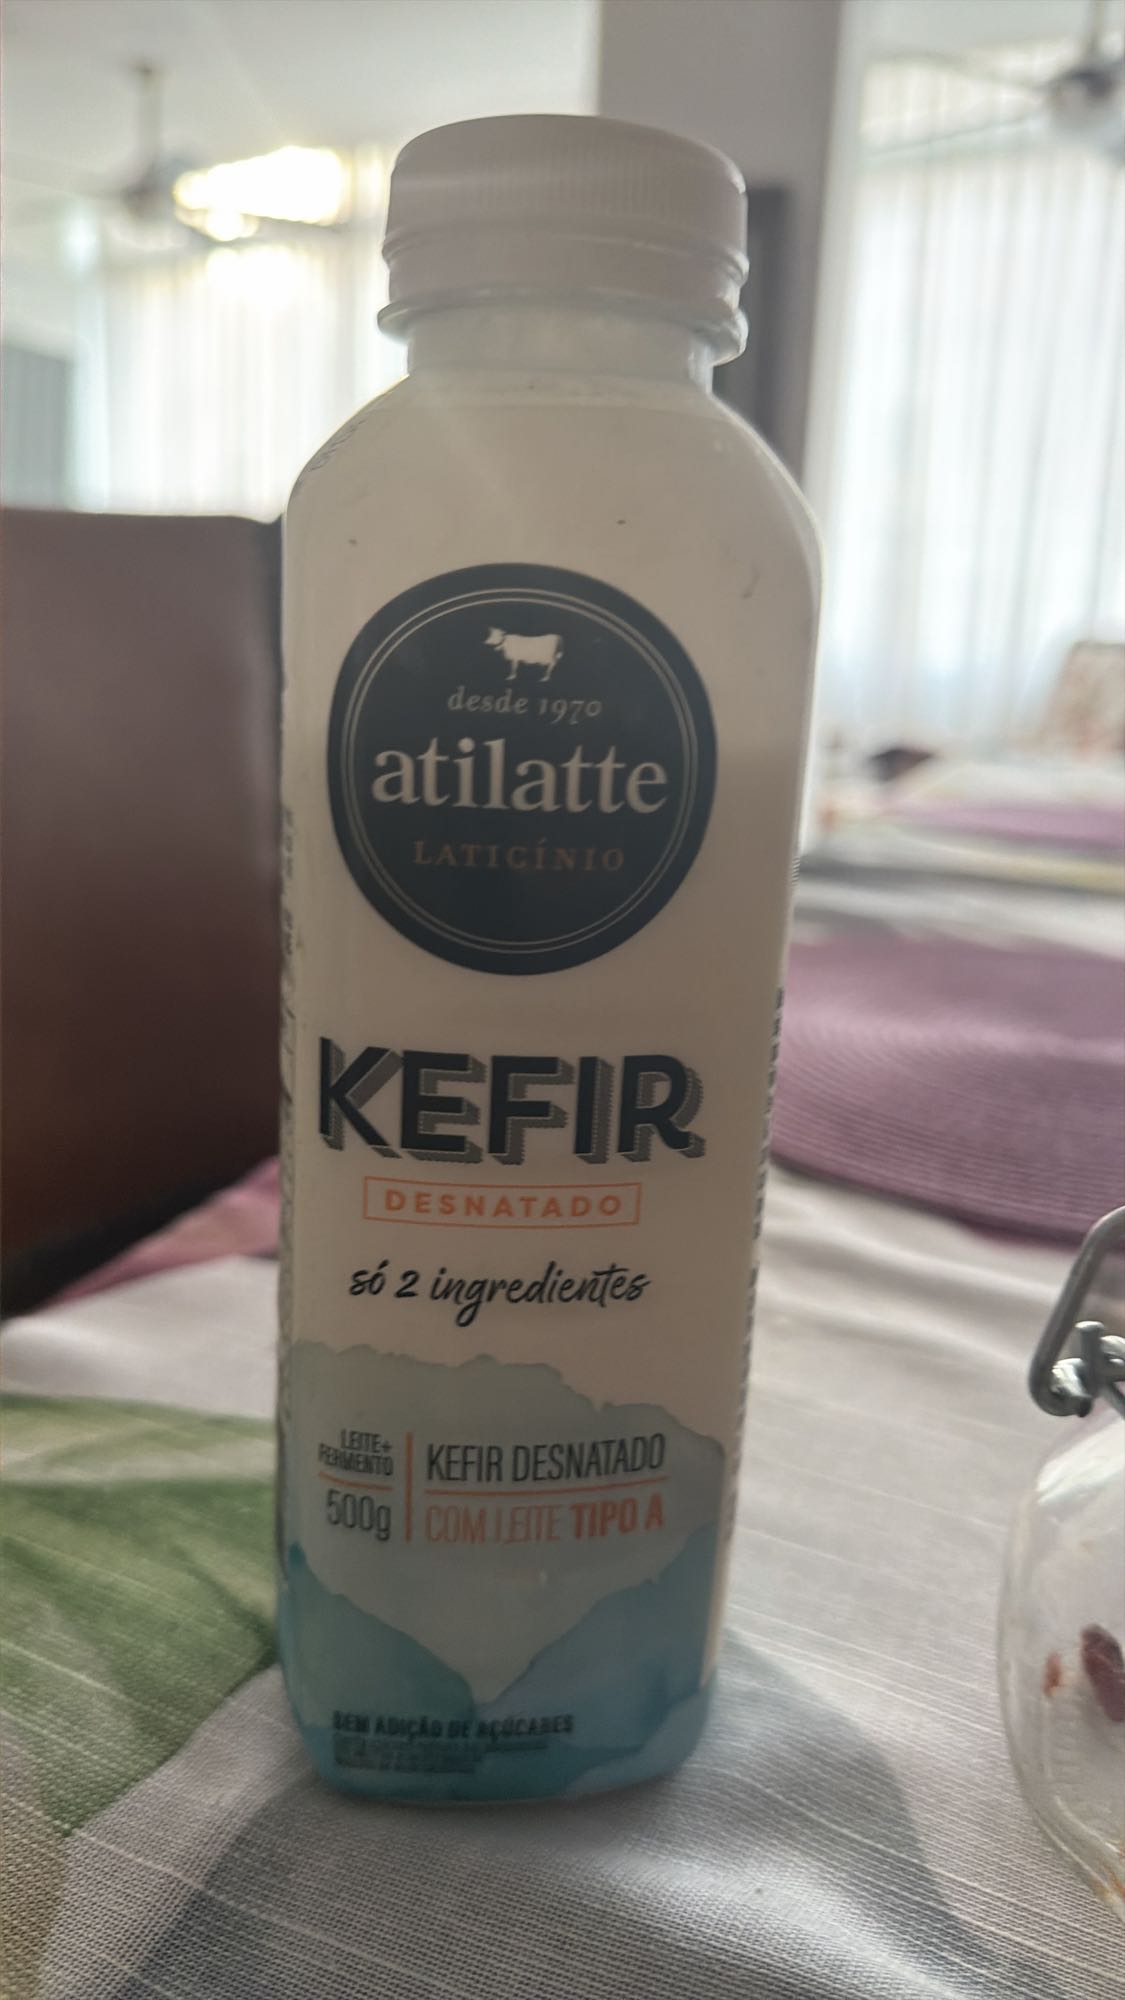 desde 1970
atilatte
LATICÍNIO
KEFIR
DESNATADO
só 2 ingredientes
LEITE+
FERMENTO
500g
KEFIR DESNATADO
COM LEITE TIPO A
SEM ADIÇÃO DE AÇÚCARES